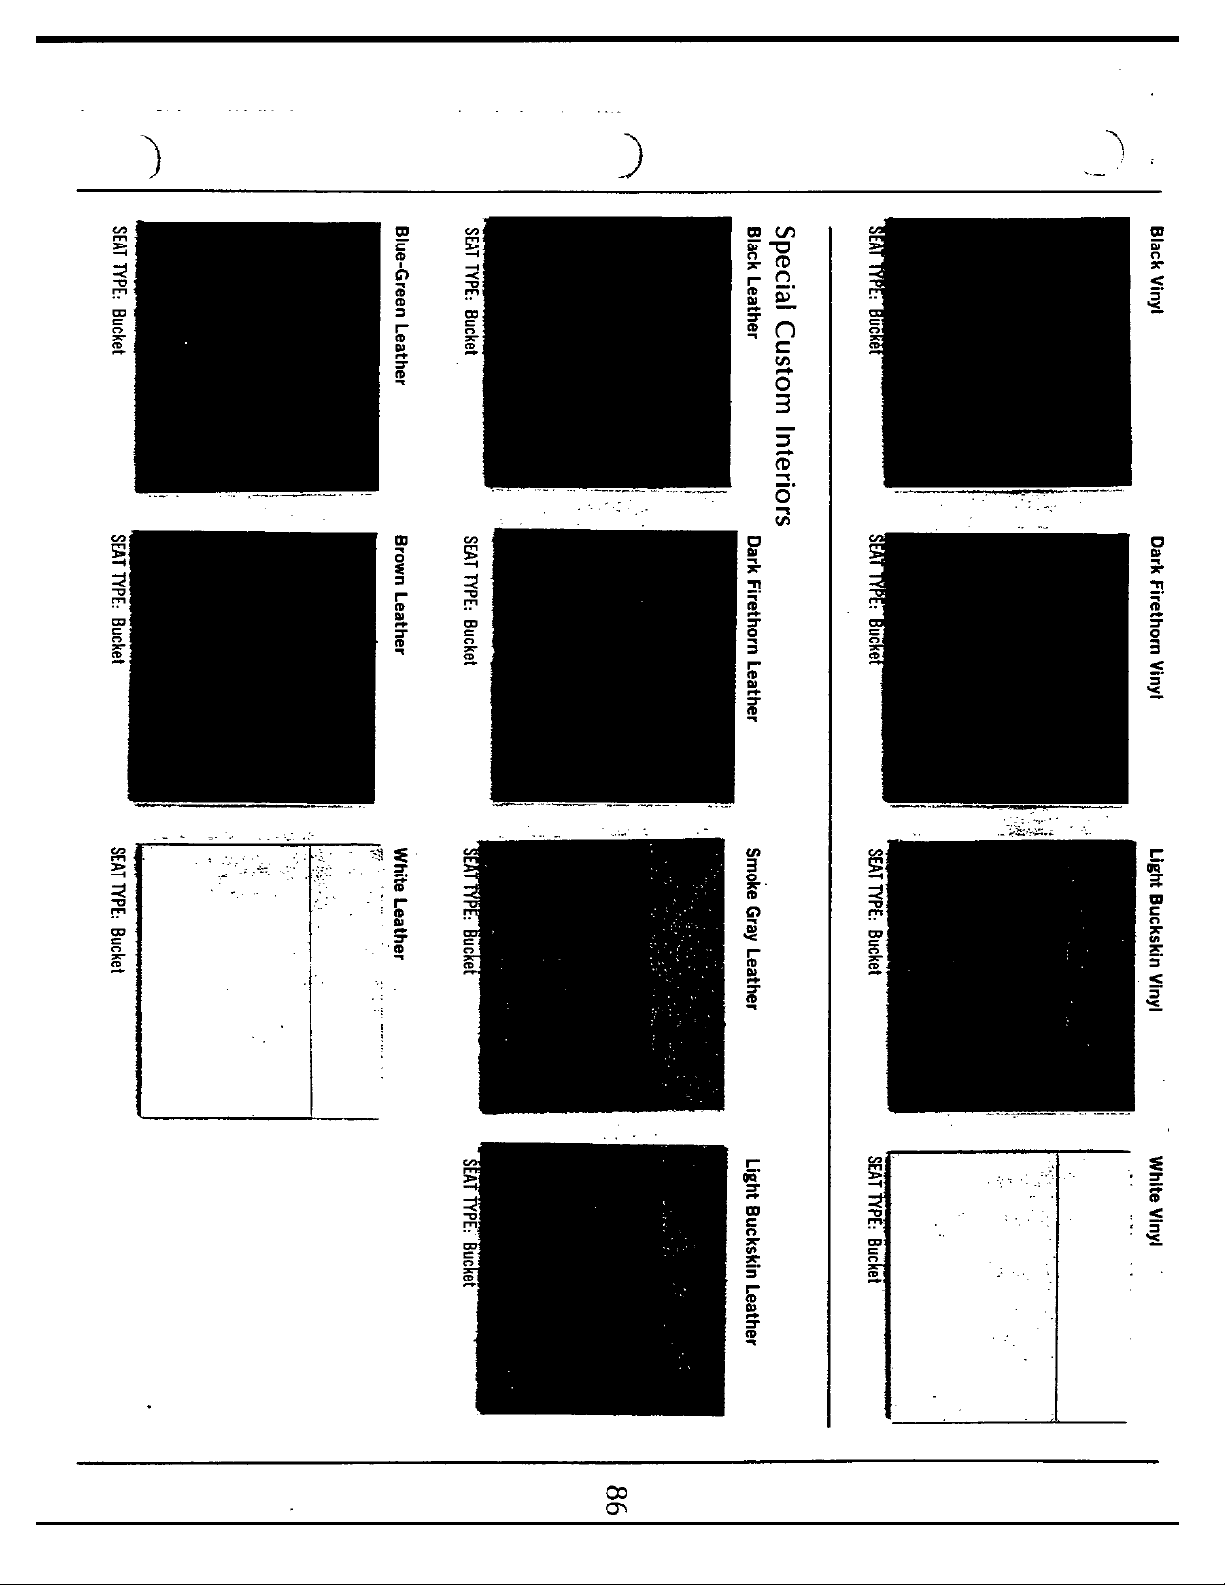 Black Vinyl
Dark Firethorn Vinyl
Light Buckskin Vinyl
White Vinyl
SEAT TYPE: Bucket
SEAT TYPE: Bucket
SEAT TYPE: Bucket
SEAT TYPE: Bucket
Special Custom Interiors
Black Leather
Dark Firethorn Leather
Smoke Gray Leather
Light Buckskin Leather
SEAT TYPE: Bucket
SEAT TYPE: Bucket
SEAT TYPE: Bucket
SEAT TYPE: Bucket
Blue-Green Leather
Brown Leather
White Leather
SEAT TYPE: Bucket
SEAT TYPE: Bucket
SEAT TYPE: Bucket
86